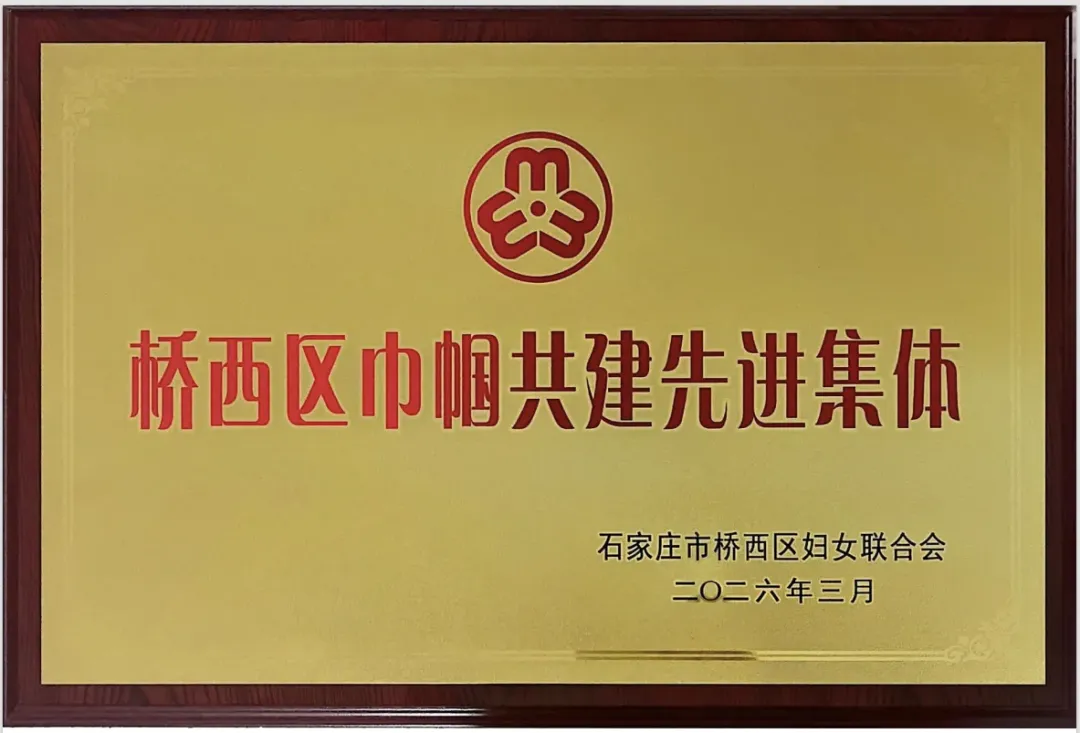 桥西区巾帼共建先进集体
石家庄市桥西区妇女联合会
二〇二六年三月